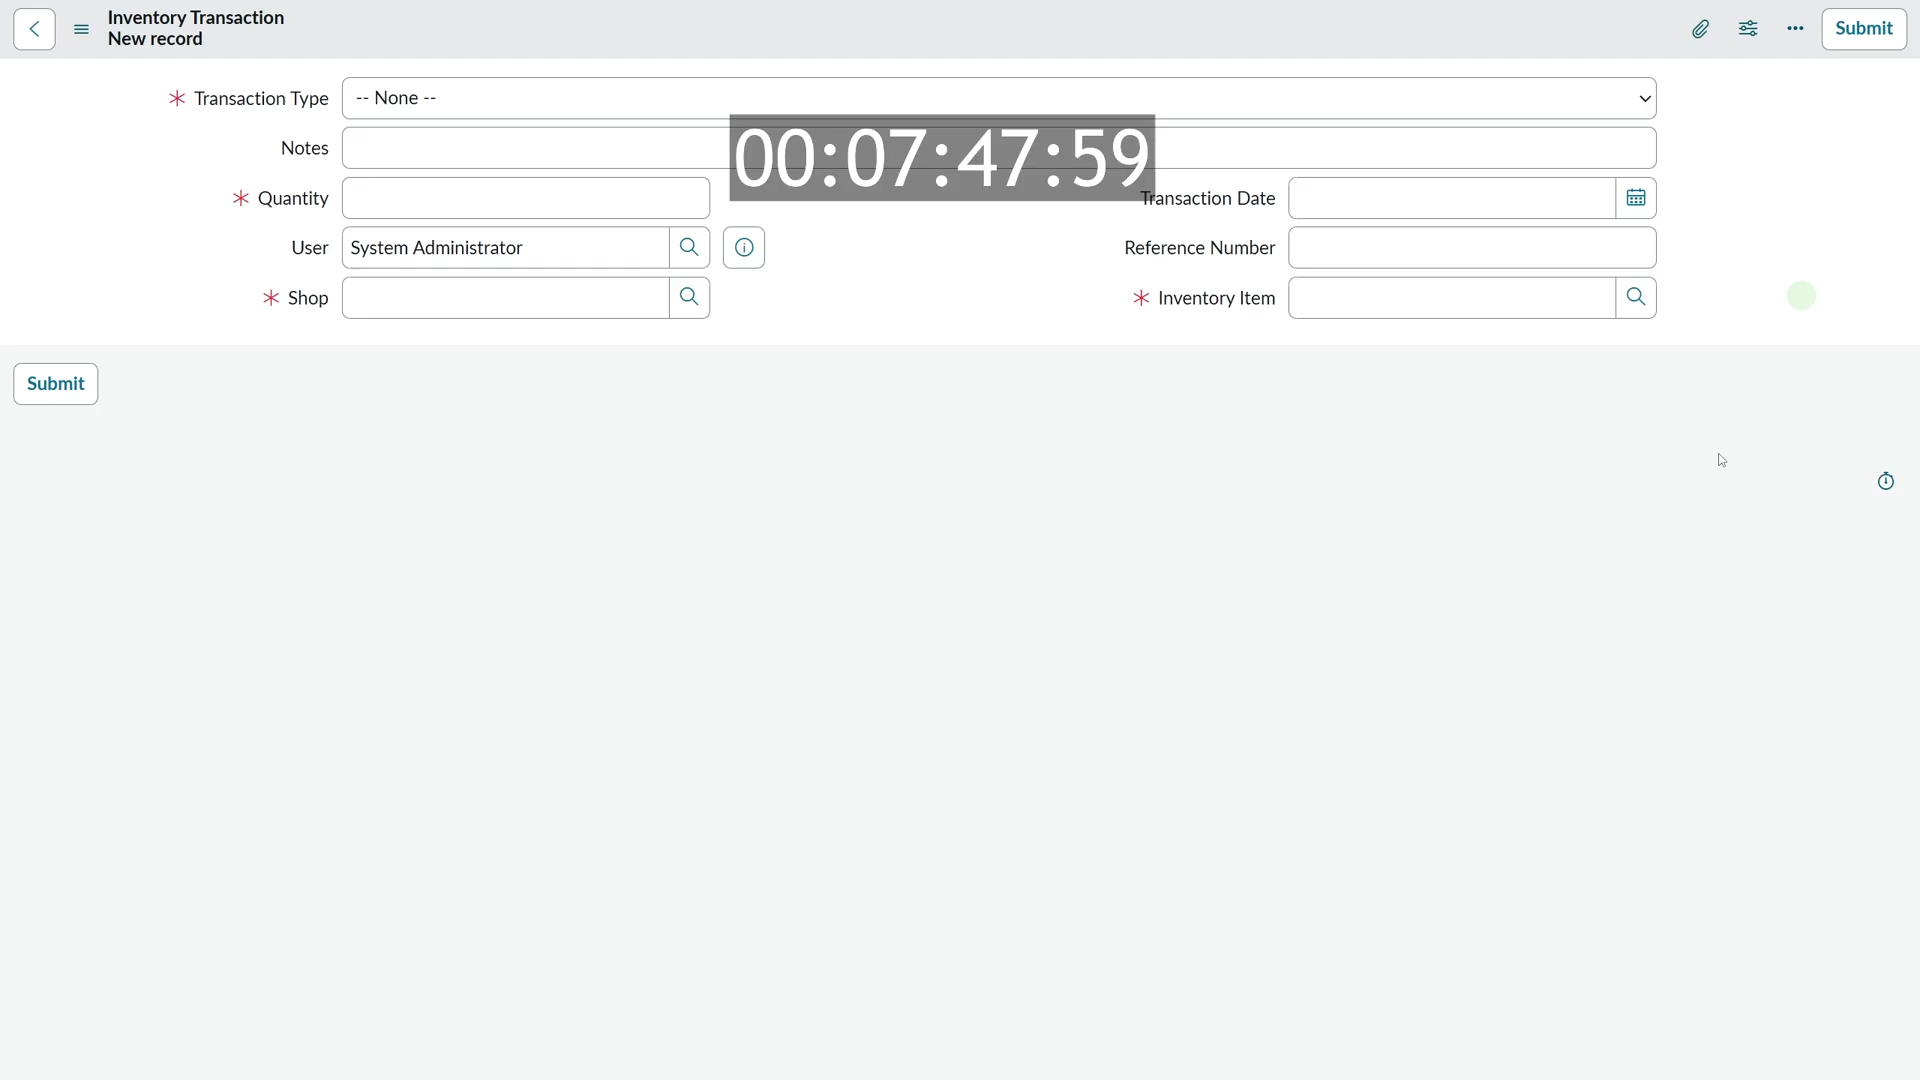 Inventory Transaction
New record
Submit
Transaction Type
-- None --
Notes
00:07:47:59
Quantity
Transaction Date
User
System Administrator
Reference Number
Shop
Inventory Item
Submit